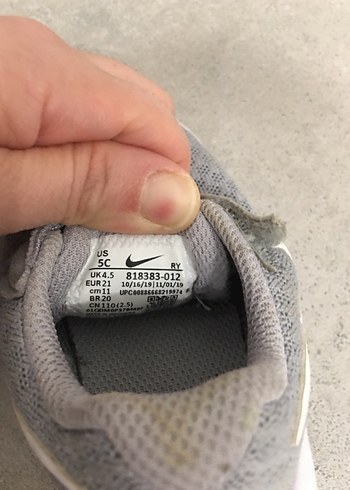 US
5C RY
UK4.5 818383-012
EUR21 10/16/19 11/01/19
cm11 UPC00886668219974
BR20
CN110(2.5)